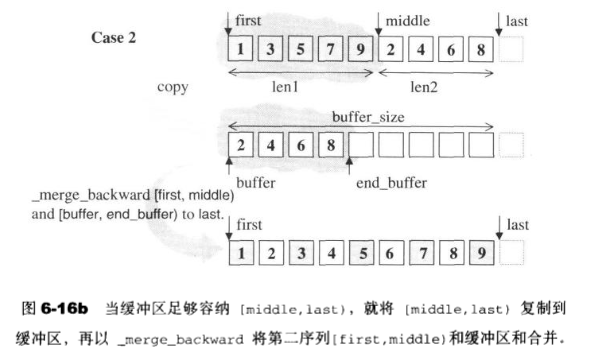 Case 2
first middle last
1 3 5 7 9 2 4 6 8
copy len1 len2
buffer_size
2 4 6 8
buffer end_buffer
_merge_backward [first, middle)
and [buffer, end_buffer) to last.
first last
1 2 3 4 5 6 7 8 9
图 6-16b 当缓冲区足够容纳 [middle,last)，就将 [middle,last) 复制到
缓冲区，再以 _merge_backward 将第二序列[first,middle)和缓冲区和合并。